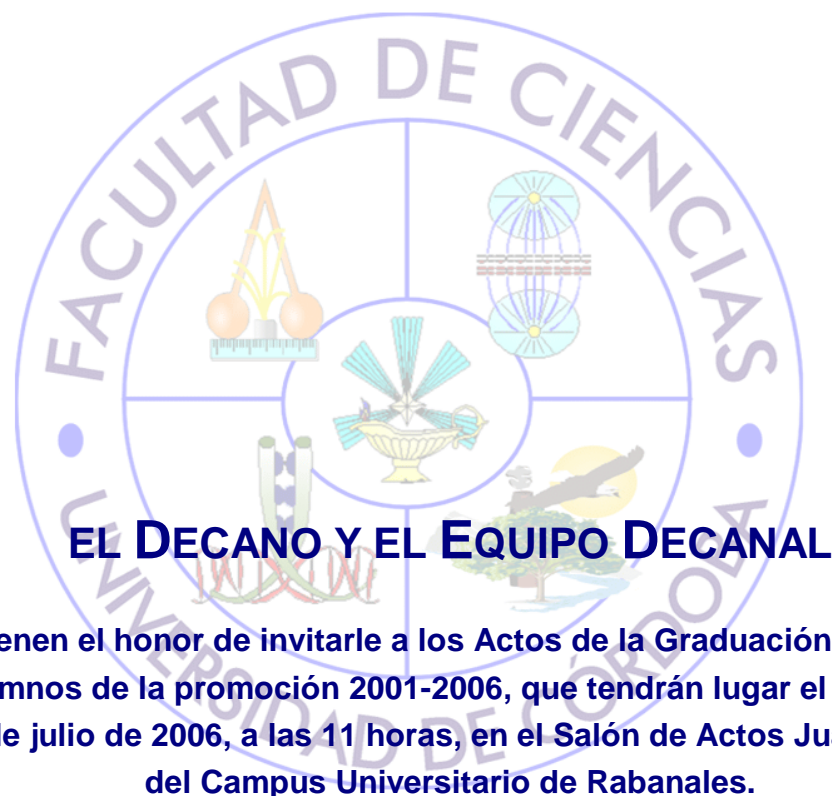 FACULTAD DE CIENCIAS
UNIVERSIDAD DE CÓRDOBA
EL DECANO Y EL EQUIPO DECANAL
enen el honor de invitarle a los Actos de la Graduación
mnos de la promoción 2001-2006, que tendrán lugar el
de julio de 2006, a las 11 horas, en el Salón de Actos
del Campus Universitario de Rabanales.